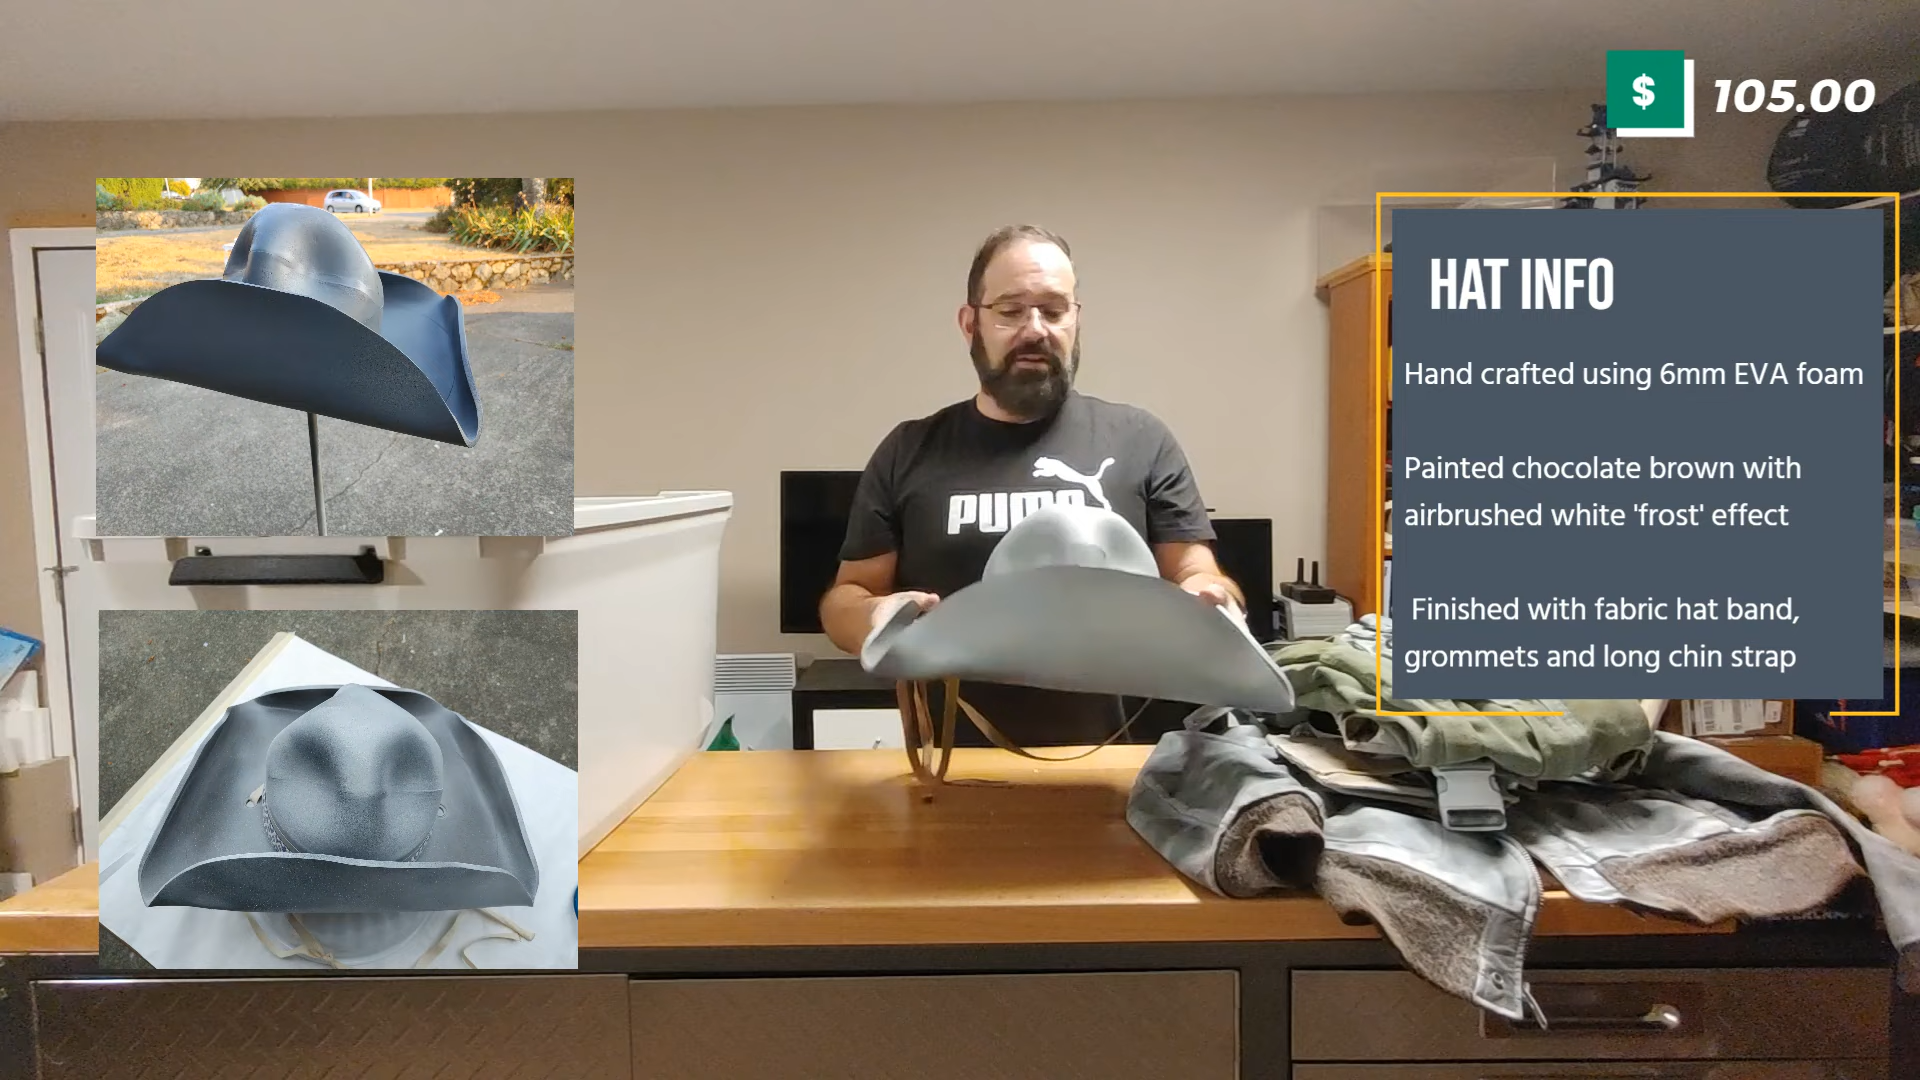 $ 105.00
HAT INFO
Hand crafted using 6mm EVA foam
Painted chocolate brown with
airbrushed white 'frost' effect
Finished with fabric hat band,
grommets and long chin strap
PUMA